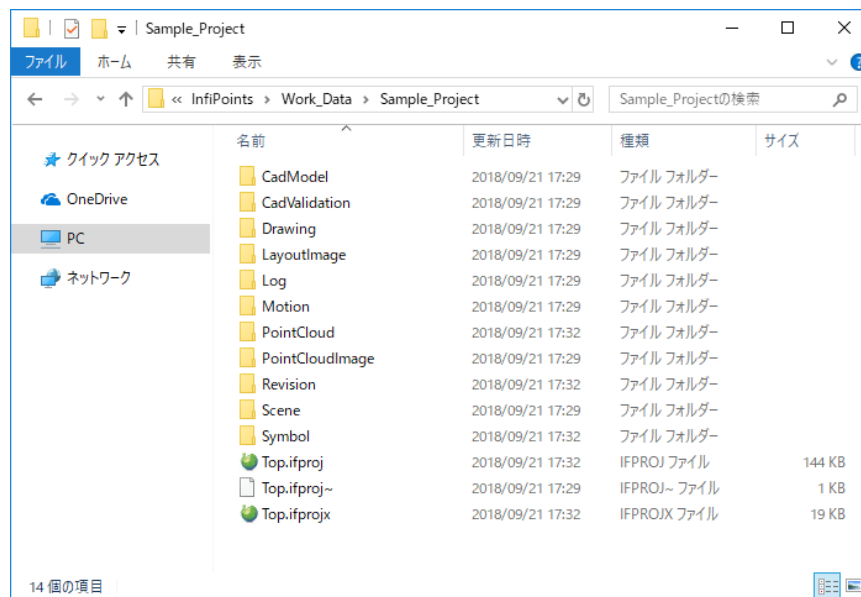 Sample_Project
ファイル ホーム 共有 表示
« InfiPoints › Work_Data › Sample_Project Sample_Projectの検索
名前 更新日時 種類 サイズ
クイック アクセス
OneDrive
PC
ネットワーク
CadModel 2018/09/21 17:29 ファイル フォルダー
CadValidation 2018/09/21 17:29 ファイル フォルダー
Drawing 2018/09/21 17:29 ファイル フォルダー
LayoutImage 2018/09/21 17:29 ファイル フォルダー
Log 2018/09/21 17:29 ファイル フォルダー
Motion 2018/09/21 17:29 ファイル フォルダー
PointCloud 2018/09/21 17:32 ファイル フォルダー
PointCloudImage 2018/09/21 17:29 ファイル フォルダー
Revision 2018/09/21 17:32 ファイル フォルダー
Scene 2018/09/21 17:29 ファイル フォルダー
Symbol 2018/09/21 17:32 ファイル フォルダー
Top.ifproj 2018/09/21 17:32 IFPROJ ファイル 144 KB
Top.ifproj~ 2018/09/21 17:29 IFPROJ~ ファイル 1 KB
Top.ifprojx 2018/09/21 17:32 IFPROJX ファイル 19 KB
14 個の項目